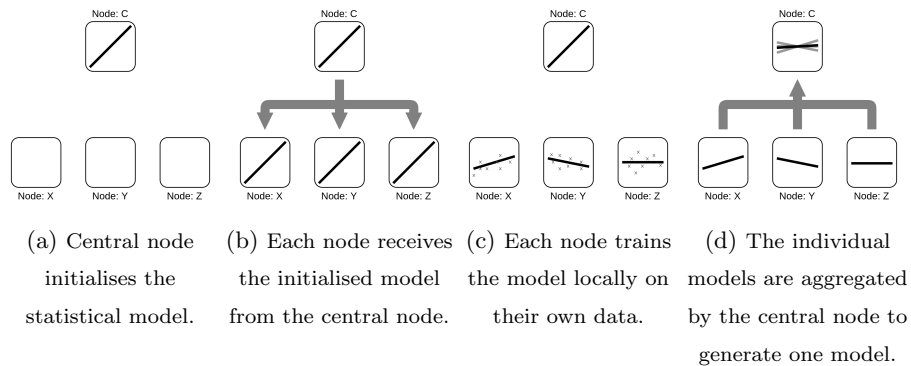 Node: C
Node: X
Node: Y
Node: Z
(a) Central node
initialises the
statistical model.
Node: C
Node: X
Node: Y
Node: Z
(b) Each node receives
the initialised model
from the central node.
Node: C
Node: X
Node: Y
Node: Z
(c) Each node trains
the model locally on
their own data.
Node: C
Node: X
Node: Y
Node: Z
(d) The individual
models are aggregated
by the central node to
generate one model.